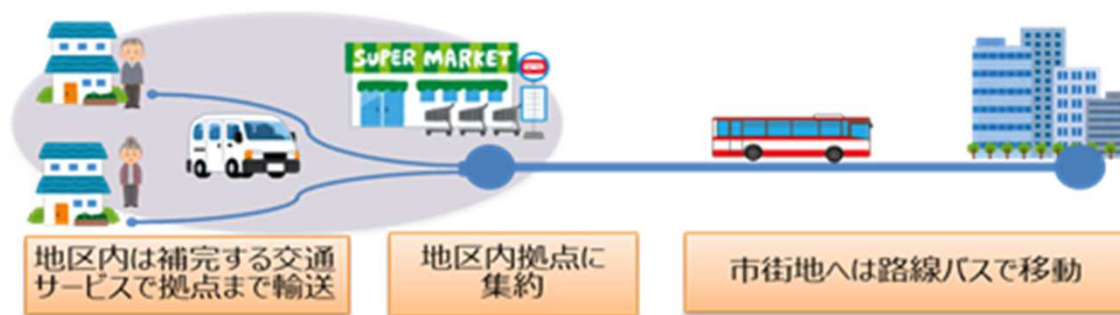 SUPER MARKET
地区内は補完する交通
サービスで拠点まで輸送
地区内拠点に
集約
市街地へは路線バスで移動